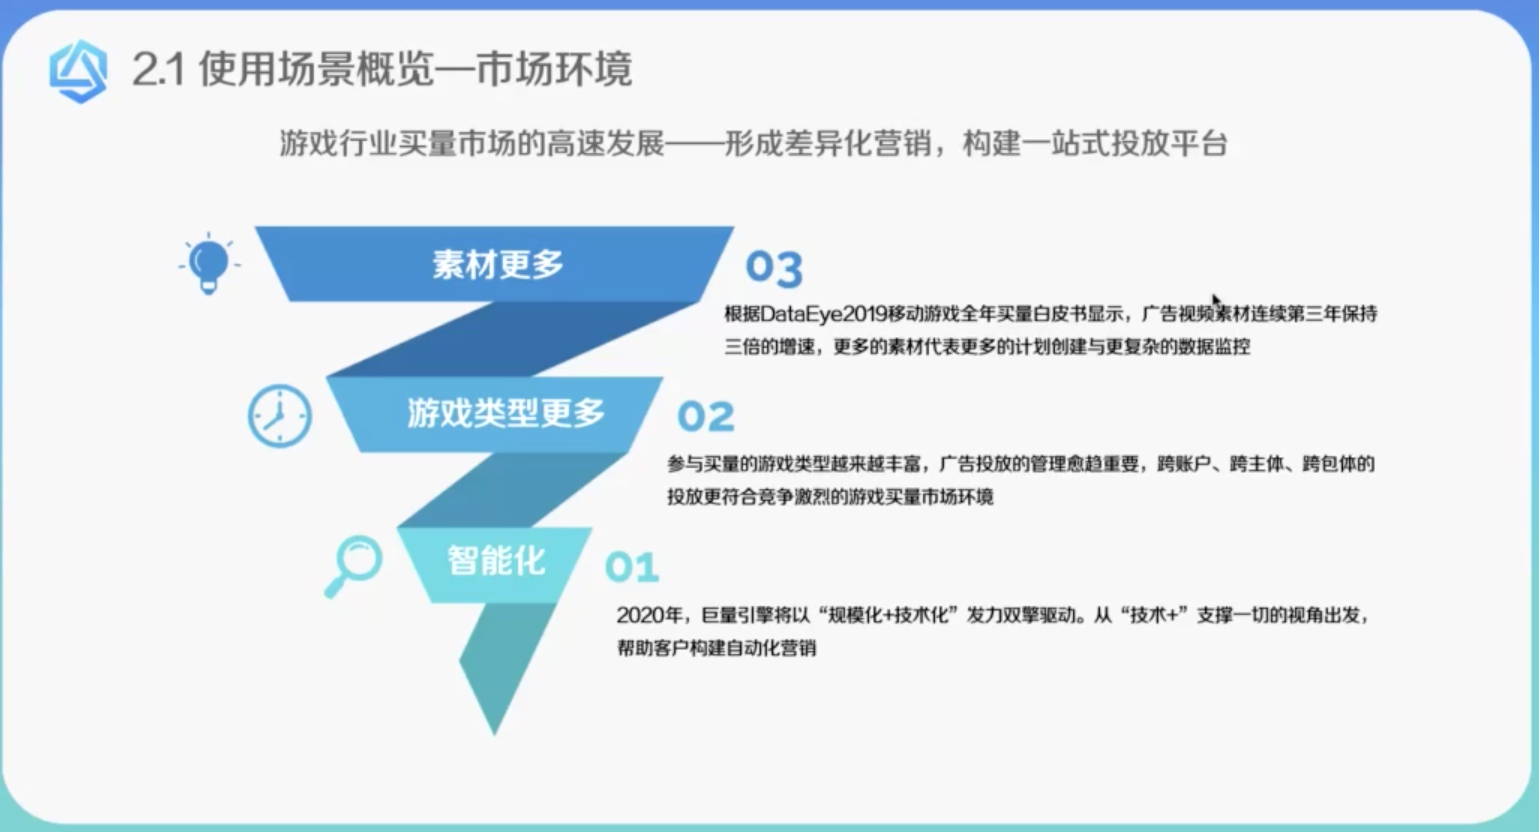 2.1 使用场景概览—市场环境
游戏行业买量市场的高速发展——形成差异化营销，构建一站式投放平台
素材更多
03
根据DataEye2019移动游戏全年买量白皮书显示，广告视频素材连续第三年保持
三倍的增速，更多的素材代表更多的计划创建与更复杂的数据监控
游戏类型更多
02
参与买量的游戏类型越来越丰富，广告投放的管理愈趋重要，跨账户、跨主体、跨包体的
投放更符合竞争激烈的游戏买量市场环境
智能化
01
2020年，巨量引擎将以“规模化+技术化”发力双擎驱动。从“技术+”支撑一切的视角出发，
帮助客户构建自动化营销